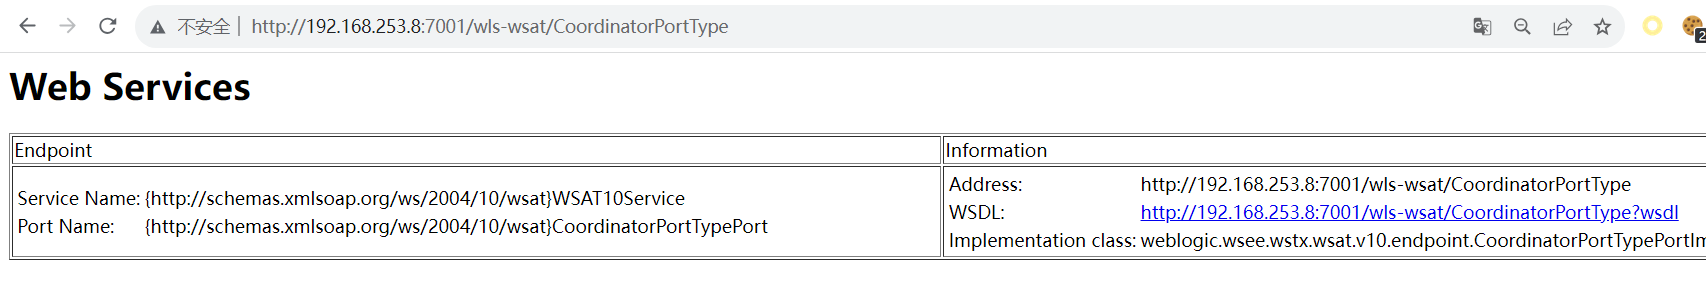 不安全 | http://192.168.253.8:7001/wls-wsat/CoordinatorPortType
2
Web Services
Endpoint
Information
Service Name: {http://schemas.xmlsoap.org/ws/2004/10/wsat}WSAT10Service
Port Name: {http://schemas.xmlsoap.org/ws/2004/10/wsat}CoordinatorPortTypePort
Address: http://192.168.253.8:7001/wls-wsat/CoordinatorPortType
WSDL: http://192.168.253.8:7001/wls-wsat/CoordinatorPortType?wsdl
Implementation class: weblogic.wsee.wstx.wsat.v10.endpoint.CoordinatorPortTypePortIm